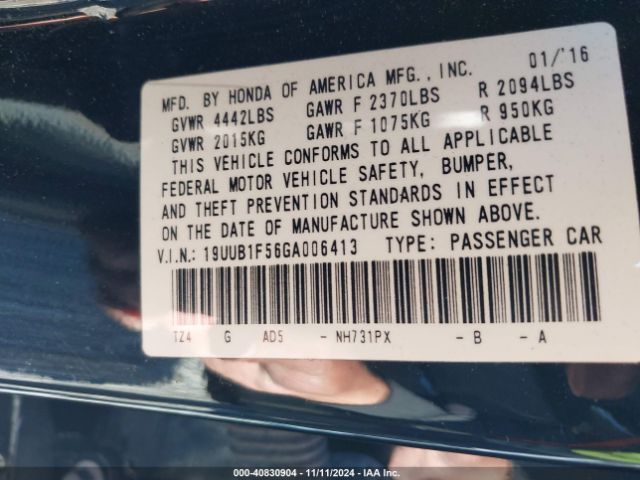 MFD. BY HONDA OF AMERICA MFG., INC. 01/'16
GVWR 4442LBS GAWR F 2370LBS R 2094LBS
GVWR 2015KG GAWR F 1075KG R 950KG
THIS VEHICLE CONFORMS TO ALL APPLICABLE
FEDERAL MOTOR VEHICLE SAFETY, BUMPER,
AND THEFT PREVENTION STANDARDS IN EFFECT
ON THE DATE OF MANUFACTURE SHOWN ABOVE.
V.I.N.: 19UUB1F56GA006413 TYPE: PASSENGER CAR
TZ4 G AD5 - NH731PX - B - A
000-40830904 - 11/11/2024 - IAA Inc.